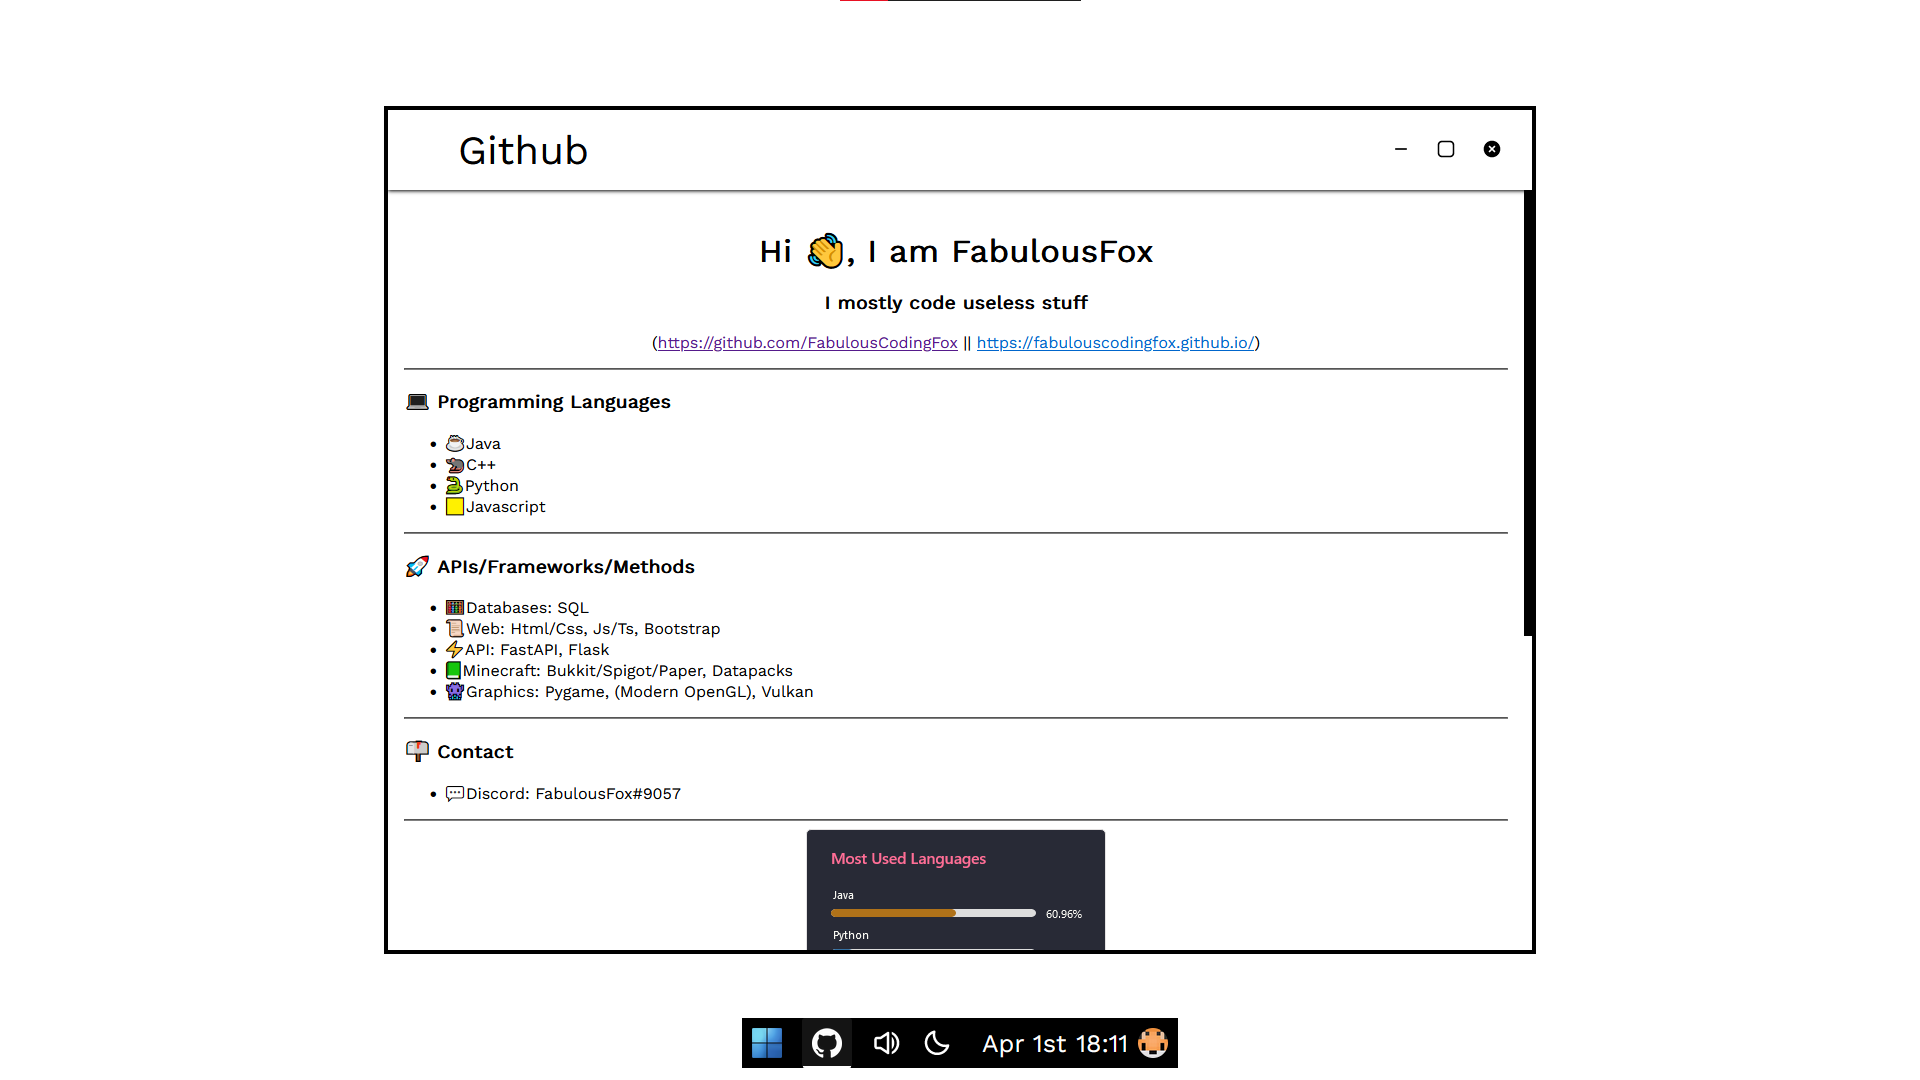 Github
Hi 👋, I am FabulousFox
I mostly code useless stuff
(https://github.com/FabulousCodingFox || https://fabulouscodingfox.github.io/)
💻 Programming Languages
Java
C++
Python
Javascript
🚀 APIs/Frameworks/Methods
Databases: SQL
Web: Html/Css, Js/Ts, Bootstrap
API: FastAPI, Flask
Minecraft: Bukkit/Spigot/Paper, Datapacks
Graphics: Pygame, (Modern OpenGL), Vulkan
Contact
Discord: FabulousFox#9057
Most Used Languages
Java
60.96%
Python
Apr 1st 18:11